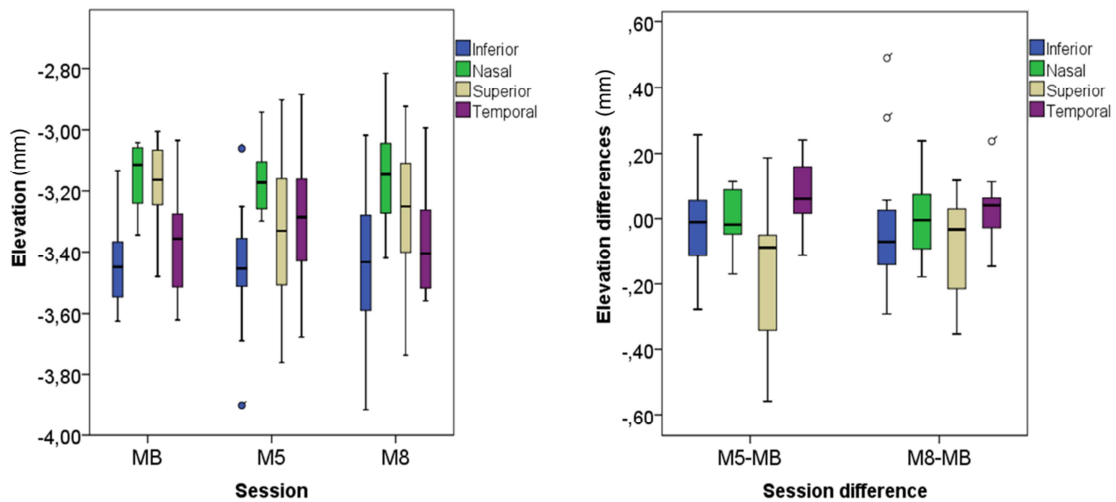 Elevation (mm)
-2,80
-3,00
-3,20
-3,40
-3,60
-3,80
-4,00
MB
M5
M8
Session
Inferior
Nasal
Superior
Temporal
Elevation differences (mm)
,60
,40
,20
,00
-,20
-,40
-,60
M5-MB
M8-MB
Session difference
Inferior
Nasal
Superior
Temporal